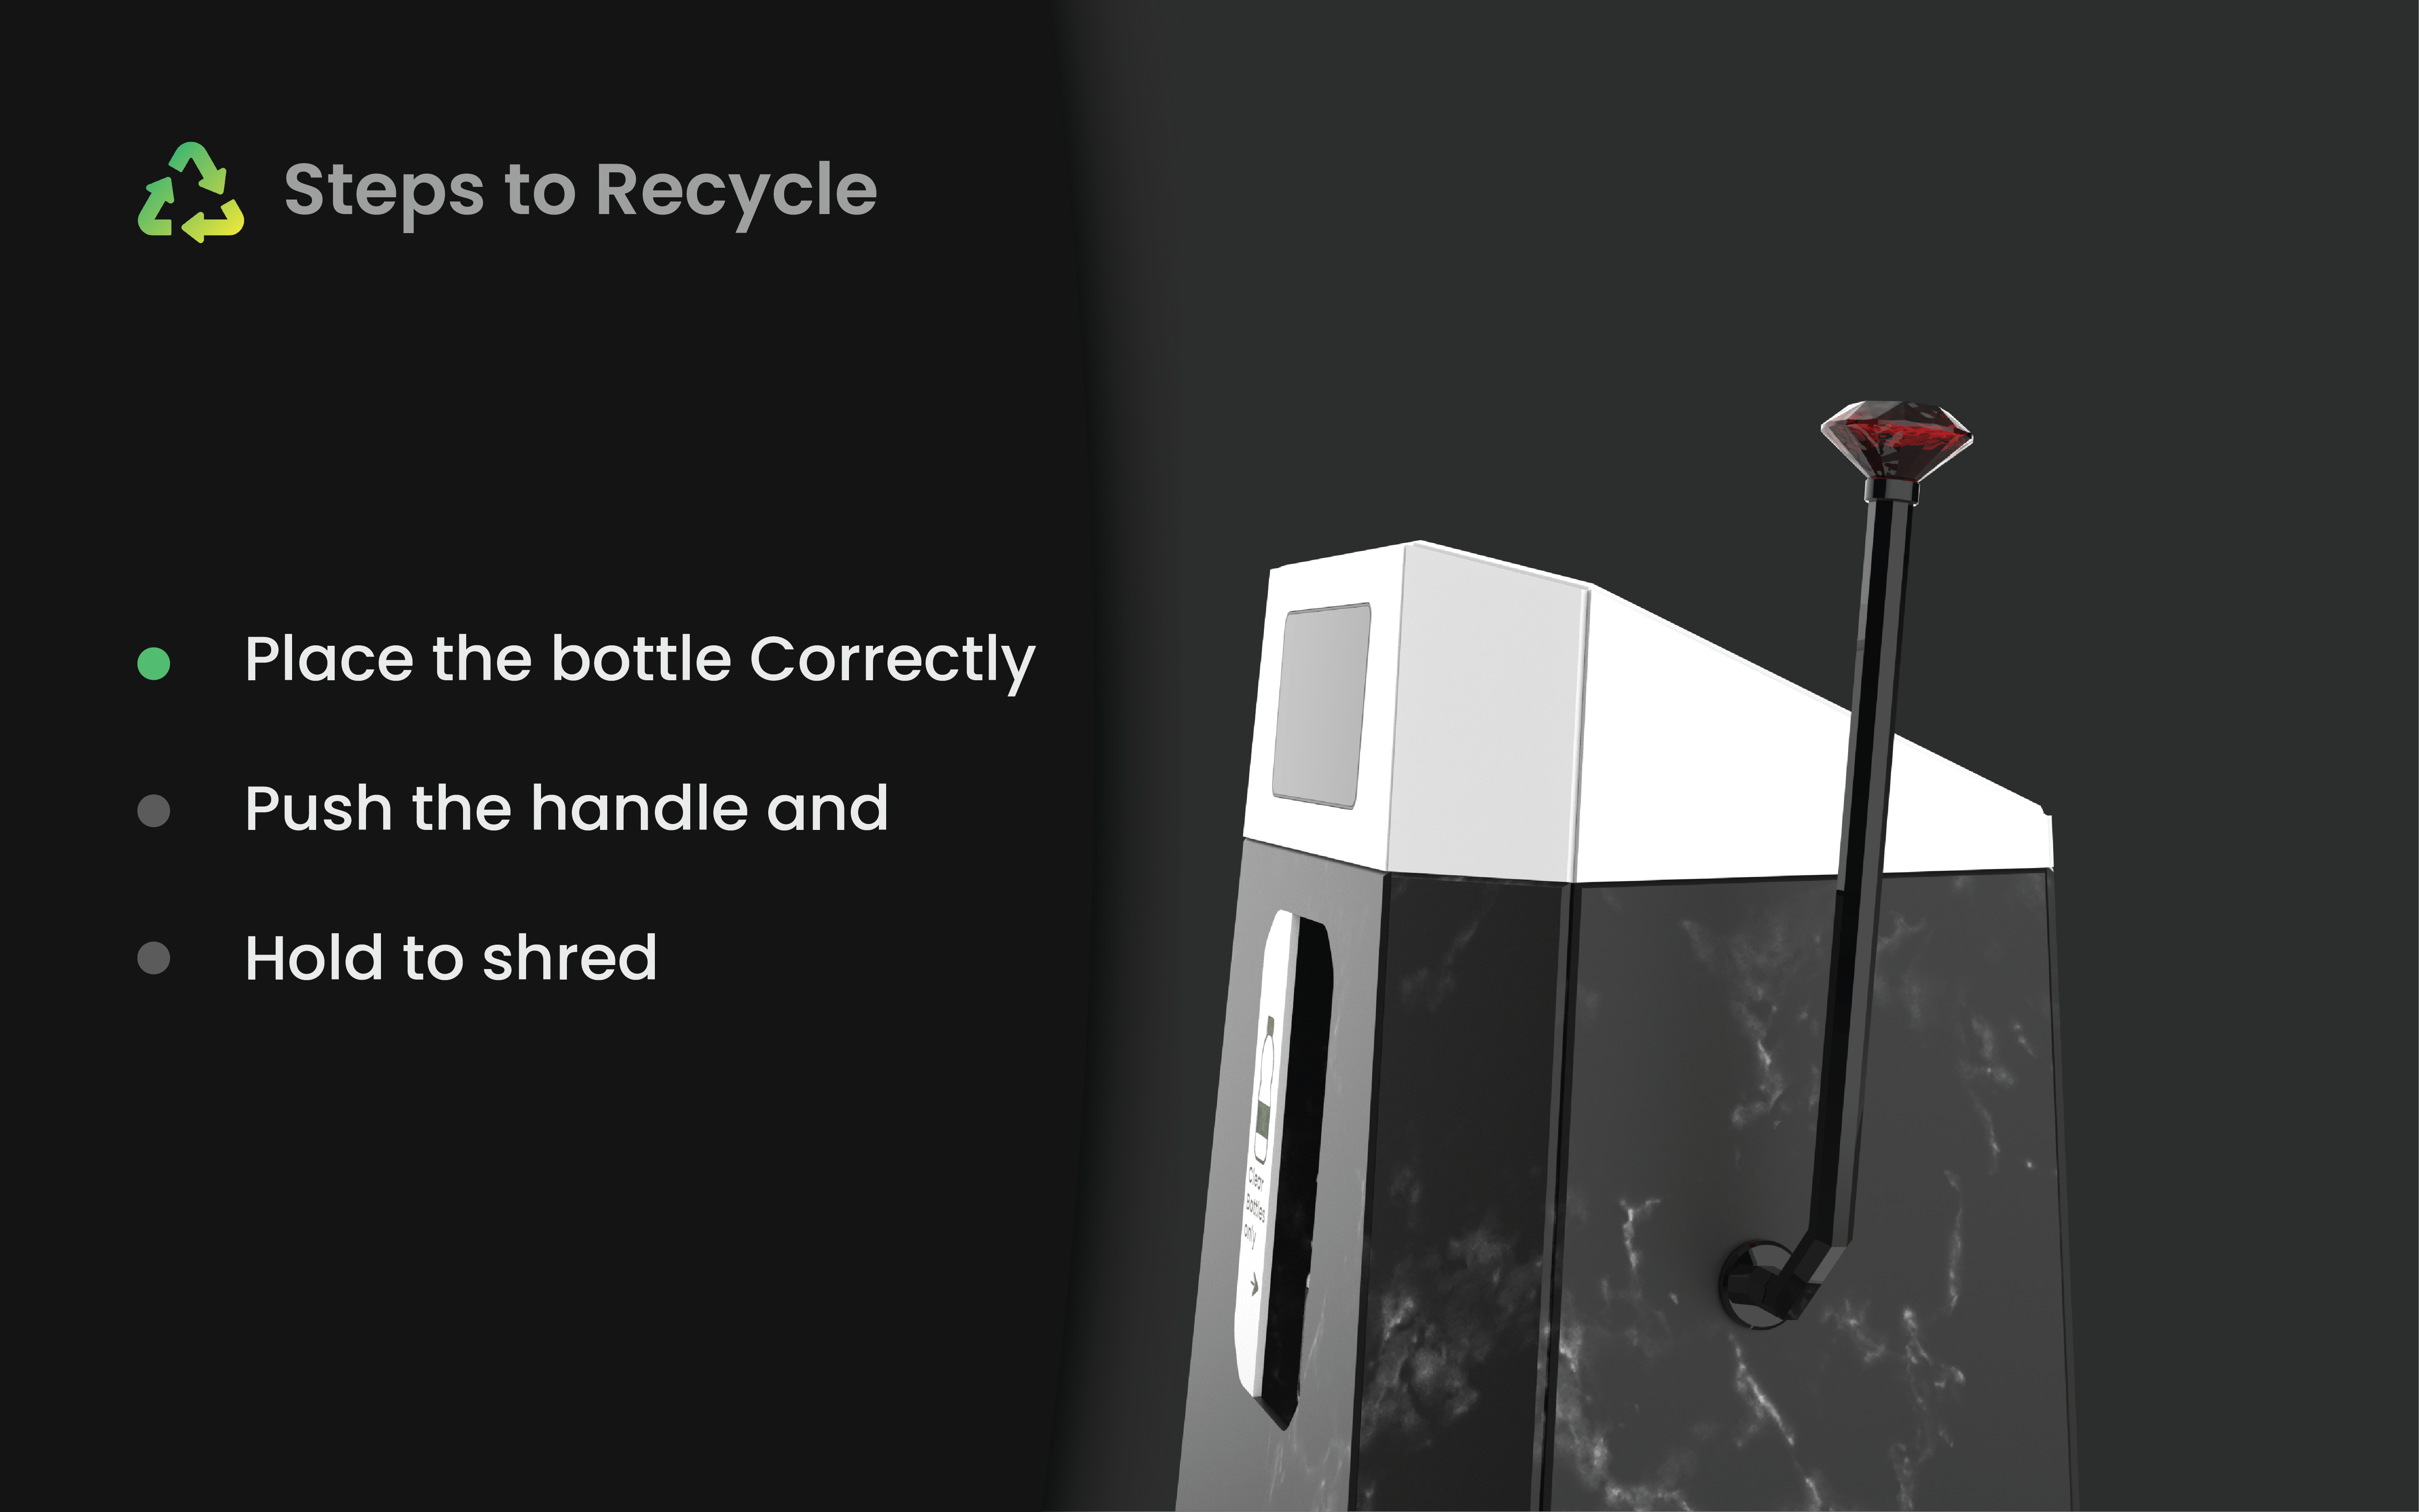 Steps to Recycle
Place the bottle Correctly
Push the handle and
Hold to shred
Clear
Bottles
only